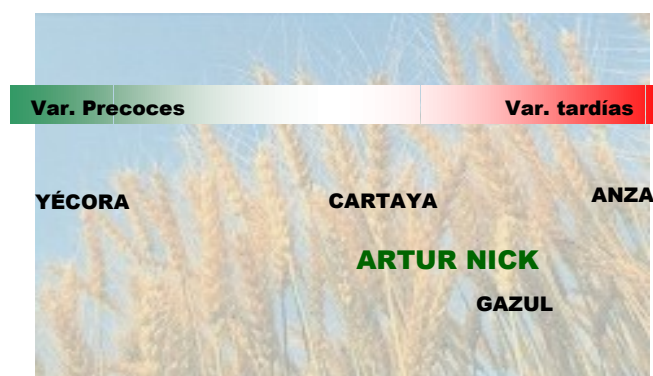 Var. Precoces Var. tardías
YÉCORA CARTAYA ANZA
ARTUR NICK
GAZUL